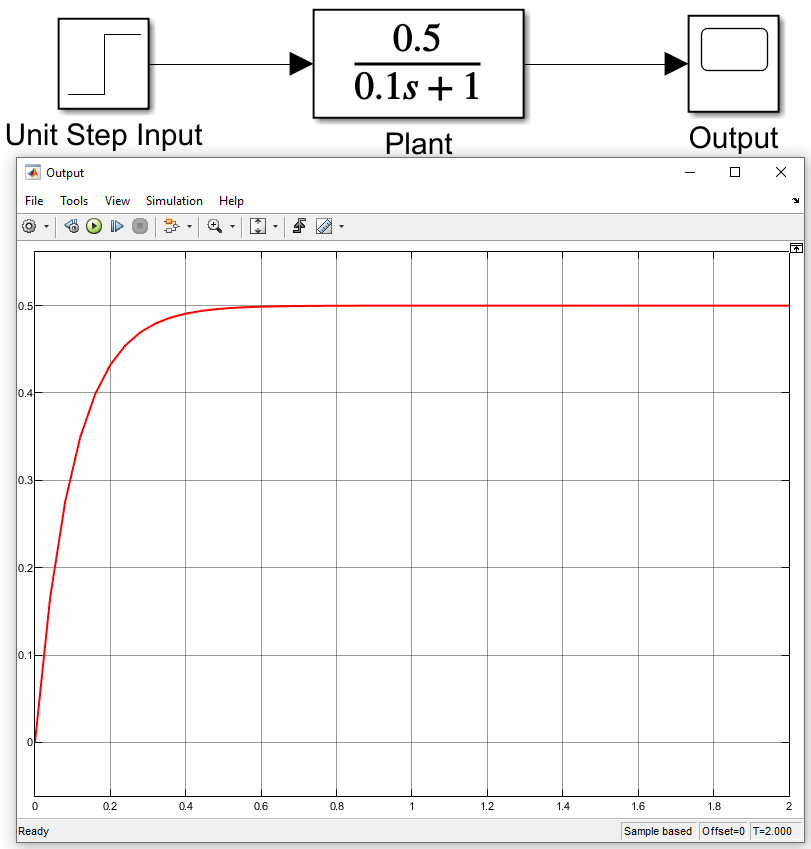 0.5
0.1s + 1
Unit Step Input
Plant
Output
Output
File Tools View Simulation Help
0.5
0.4
0.3
0.2
0.1
0
0 0.2 0.4 0.6 0.8 1 1.2 1.4 1.6 1.8 2
Ready Sample based Offset=0 T=2.000